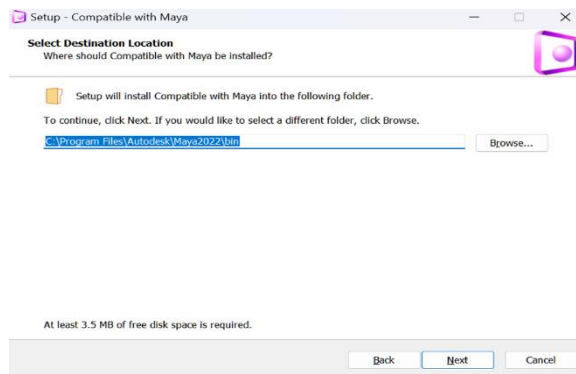 Setup - Compatible with Maya
Select Destination Location
Where should Compatible with Maya be installed?
Setup will install Compatible with Maya into the following folder.
To continue, click Next. If you would like to select a different folder, click Browse.
C:\Program Files\Autodesk\Maya2022\bin
Browse...
At least 3.5 MB of free disk space is required.
Back Next Cancel